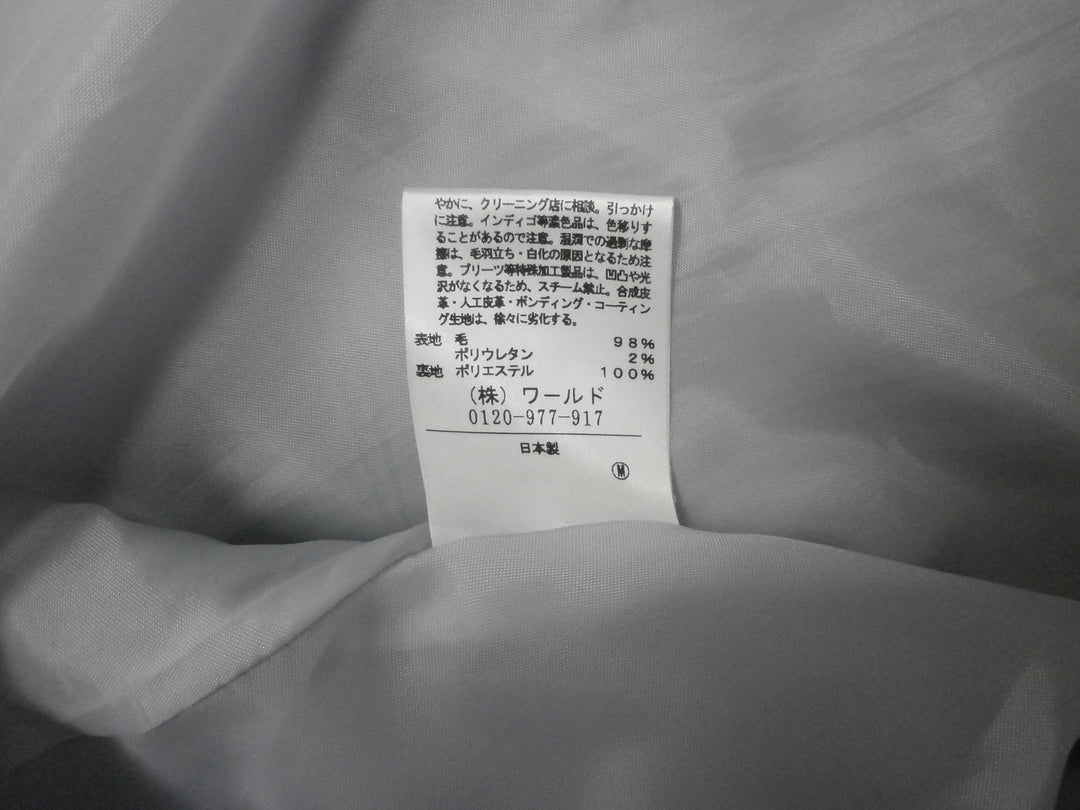 やかに、クリーニング店に相談。引っかけ
に注意。インディゴ等濃色品は、色移りす
ることがあるので注意。湿潤での過剰な摩
擦は、毛羽立ち・白化の原因となるため注
意。プリーツ等特殊加工製品は、凹凸や光
沢がなくなるため、スチーム禁止。合成皮
革・人工皮革・ボンディング・コーティン
グ生地は、徐々に劣化する。
表地 毛 98%
ポリウレタン 2%
裏地 ポリエステル 100%
(株) ワールド
0120-977-917
日本製
M